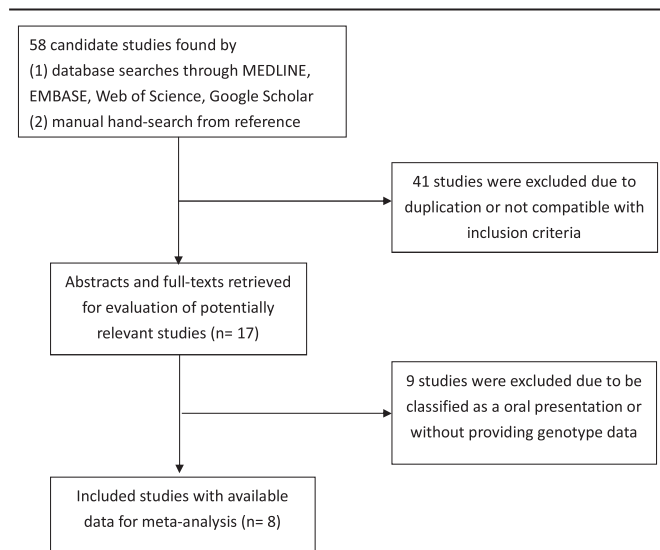 58 candidate studies found by
(1) database searches through MEDLINE,
EMBASE, Web of Science, Google Scholar
(2) manual hand-search from reference
41 studies were excluded due to
duplication or not compatible with
inclusion criteria
Abstracts and full-texts retrieved
for evaluation of potentially
relevant studies (n= 17)
9 studies were excluded due to be
classified as a oral presentation or
without providing genotype data
Included studies with available
data for meta-analysis (n= 8)